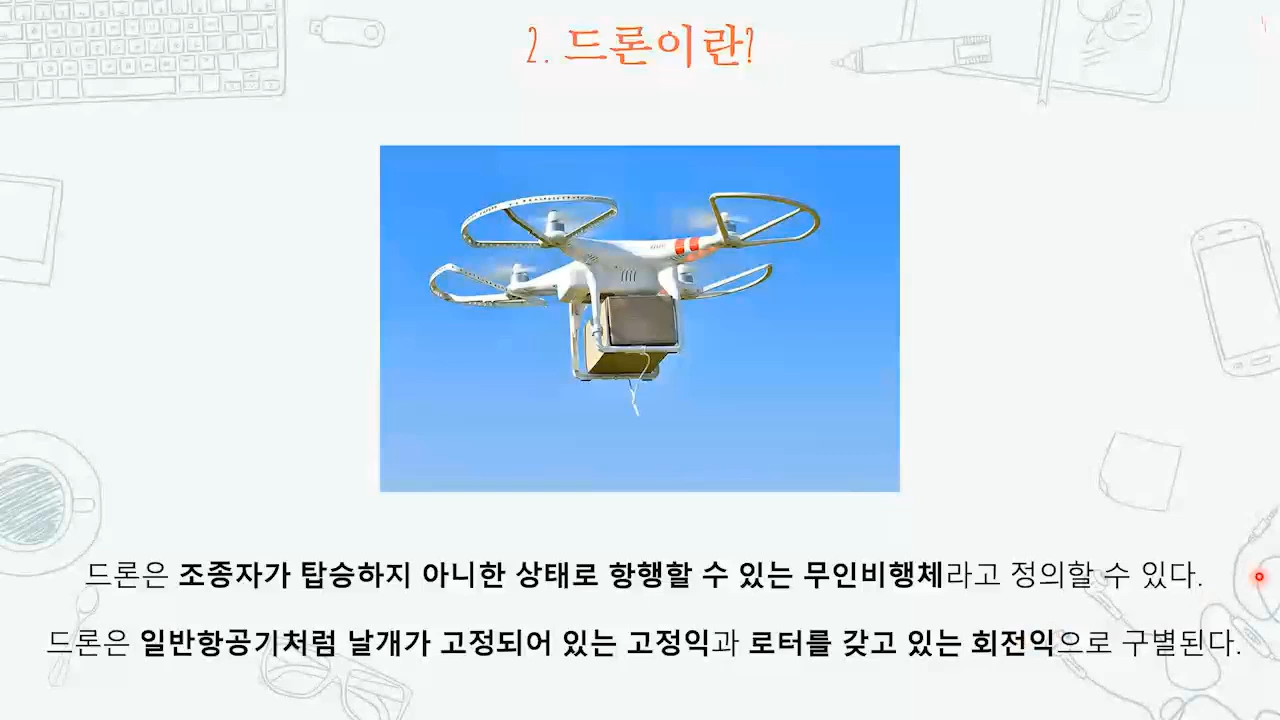 2. 드론이란?
드론은 조종자가 탑승하지 아니한 상태로 항행할 수 있는 무인비행체라고 정의할 수 있다.
드론은 일반항공기처럼 날개가 고정되어 있는 고정익과 로터를 갖고 있는 회전익으로 구별된다.